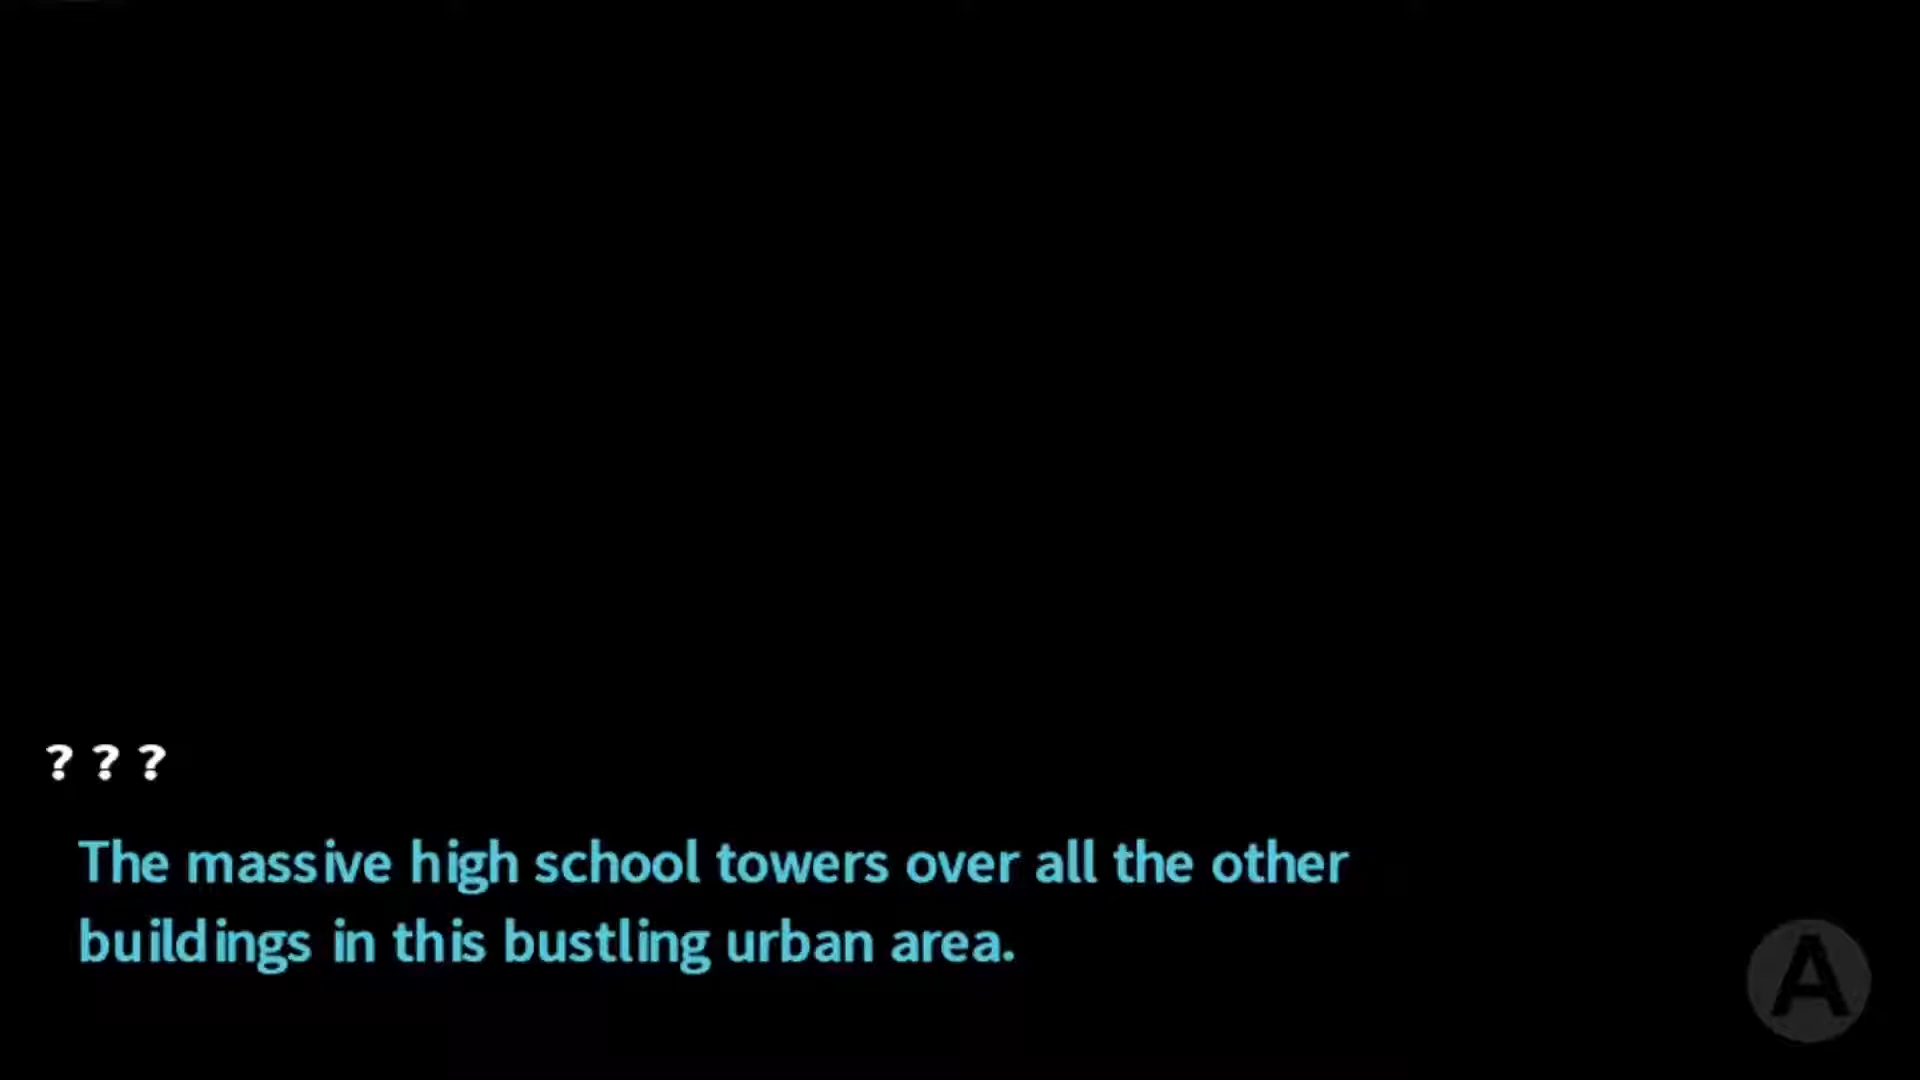 ? ? ?
The massive high school towers over all the other
buildings in this bustling urban area.
A